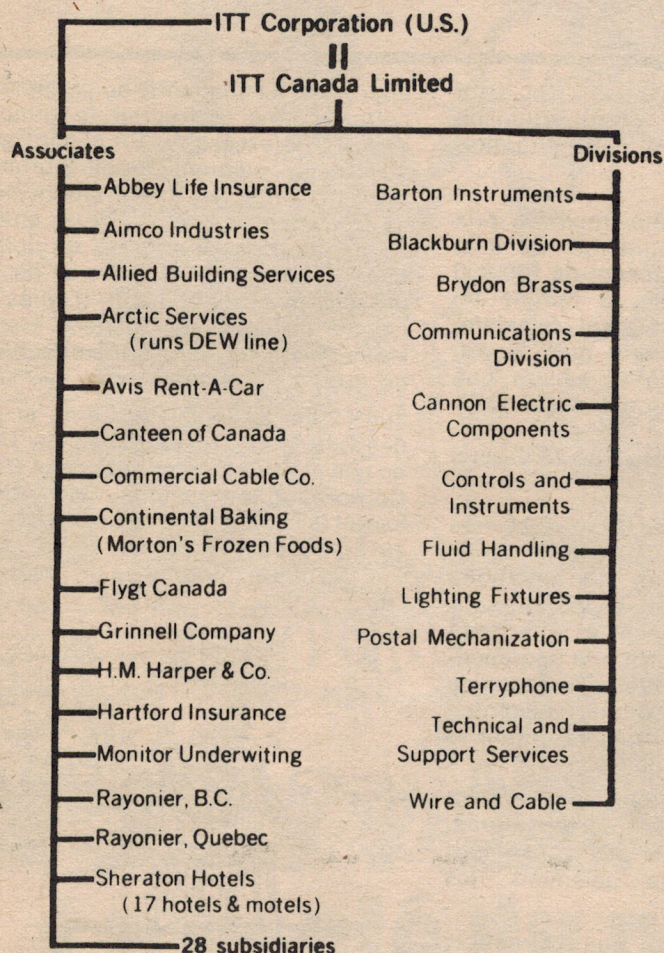 ITT Corporation (U.S.)
ITT Canada Limited
Associates
Abbey Life Insurance
Aimco Industries
Allied Building Services
Arctic Services
(runs DEW line)
Avis Rent-A-Car
Canteen of Canada
Commercial Cable Co.
Continental Baking
(Morton's Frozen Foods)
Flygt Canada
Grinnell Company
H.M. Harper & Co.
Hartford Insurance
Monitor Underwiting
Rayonier, B.C.
Rayonier, Quebec
Sheraton Hotels
(17 hotels & motels)
28 subsidiaries
Divisions
Barton Instruments
Blackburn Division
Brydon Brass
Communications
Division
Cannon Electric
Components
Controls and
Instruments
Fluid Handling
Lighting Fixtures
Postal Mechanization
Terryphone
Technical and
Support Services
Wire and Cable